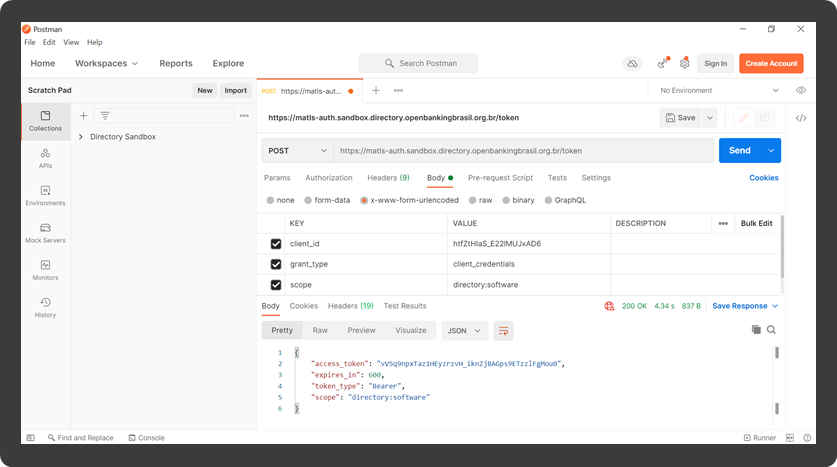 Postman
File Edit View Help
Home Workspaces Reports Explore Search Postman Sign In Create Account
Scratch Pad New Import POST https://matls-aut... No Environment
https://matls-auth.sandbox.directory.openbankingbrasil.org.br/token Save
Collections
Directory Sandbox
POST https://matls-auth.sandbox.directory.openbankingbrasil.org.br/token Send
APIs
Params Authorization Headers (9) Body Pre-request Script Tests Settings Cookies
Environments
none form-data x-www-form-urlencoded raw binary GraphQL
Mock Servers
KEY VALUE DESCRIPTION Bulk Edit
client_id htfZtHIaS_E22lMUJxAD6
Monitors
grant_type client_credentials
scope directory:software
History
Body Cookies Headers (19) Test Results 200 OK 4.34 s 837 B Save Response
Pretty Raw Preview Visualize JSON
1 {
2 "access_token": "vV5q9npxTaz1HEyzrzvH_iknZjBAGps9ETzzlFgMou0",
3 "expires_in": 600,
4 "token_type": "Bearer",
5 "scope": "directory:software"
6 }
Find and Replace Console Runner